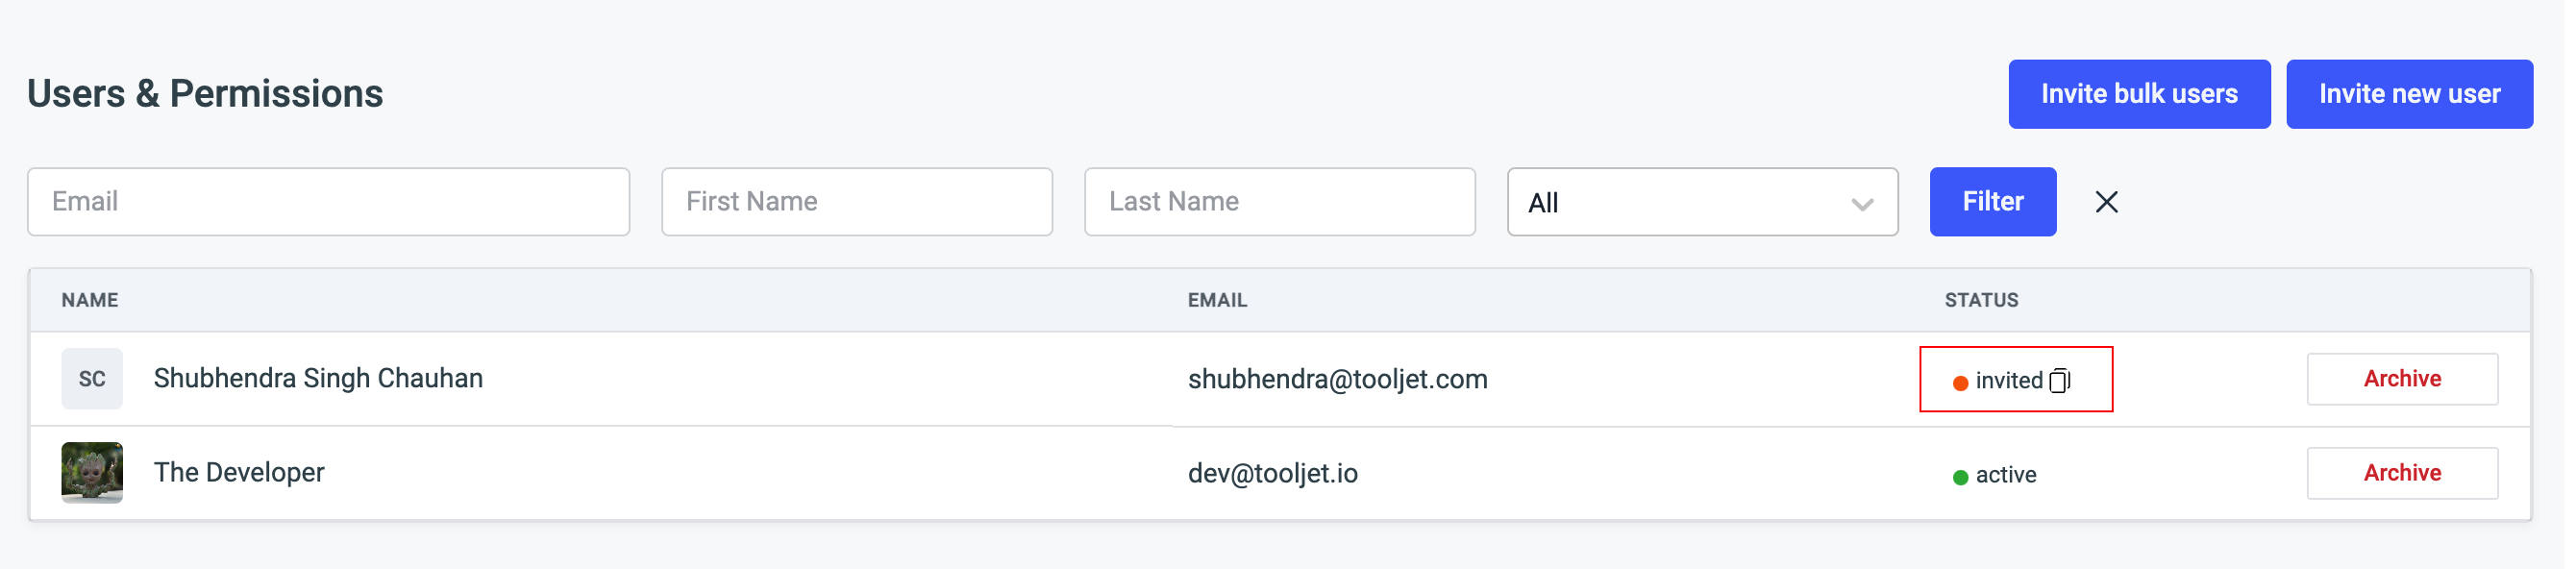 Users & Permissions
Invite bulk users
Invite new user
Email
First Name
Last Name
All
Filter
NAME
EMAIL
STATUS
SC
Shubhendra Singh Chauhan
shubhendra@tooljet.com
invited
Archive
The Developer
dev@tooljet.io
active
Archive